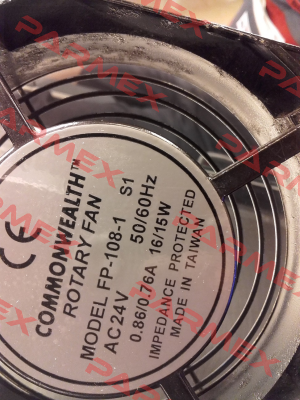 CE
COMMONWEALTH™
ROTARY FAN
MODEL FP-108-1 S1
AC24V 50/60Hz
0.86/0.76A 16/15W
IMPEDANCE PROTECTED
MADE IN TAIWAN
PARMEX
PARMEX
PARMEX
PARMEX
PARMEX
PARMEX